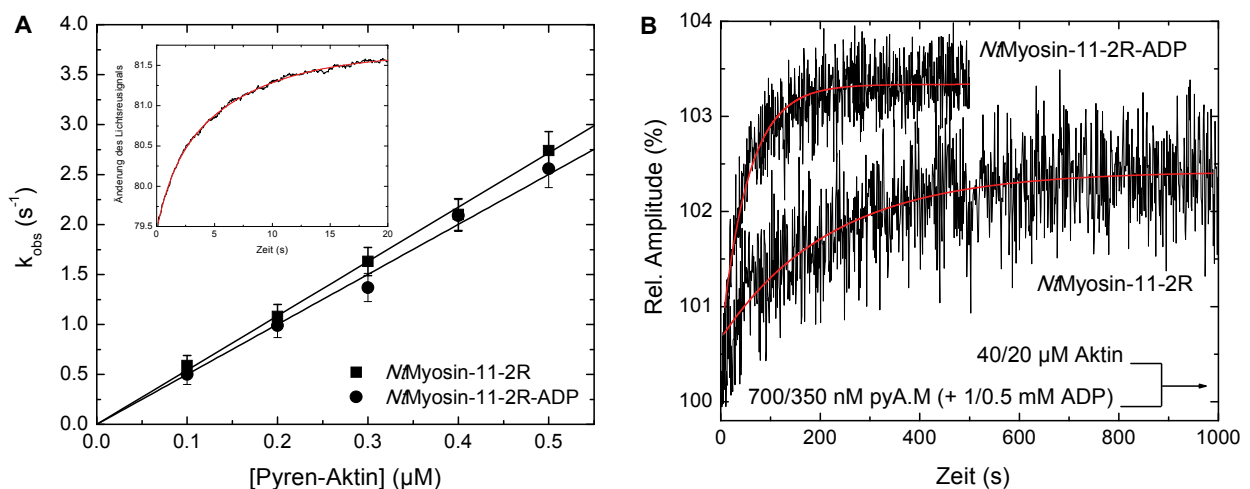 A
4.0
3.5
3.0
2.5
2.0
1.5
1.0
0.5
0.0
k_obs (s⁻¹)
0.0 0.1 0.2 0.3 0.4 0.5
[Pyren-Aktin] (µM)
Änderung des Lichtsreusignals
81.5
81.0
80.5
80.0
79.5
0 5 10 15 20
Zeit (s)
NtMyosin-11-2R
NtMyosin-11-2R-ADP
B
104
103
102
101
100
Rel. Amplitude (%)
NtMyosin-11-2R-ADP
NtMyosin-11-2R
40/20 µM Aktin
700/350 nM pyA.M (+ 1/0.5 mM ADP)
0 200 400 600 800 1000
Zeit (s)